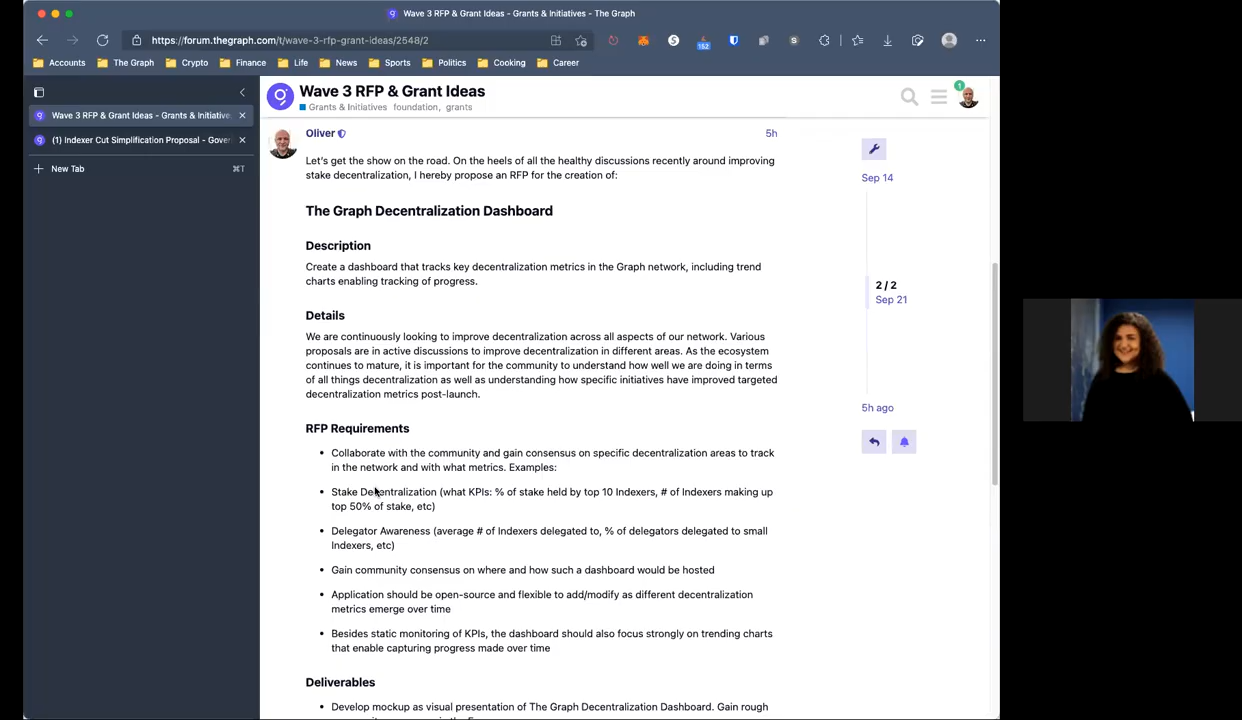 Wave 3 RFP & Grant Ideas - Grants & Initiatives - The Graph
https://forum.thegraph.com/t/wave-3-rfp-grant-ideas/2548/2
152
S
Accounts The Graph Crypto Finance Life News Sports Politics Cooking Career
Wave 3 RFP & Grant Ideas - Grants & Initiative
(1) Indexer Cut Simplification Proposal - Gover
New Tab ⌘T
Wave 3 RFP & Grant Ideas
Grants & Initiatives foundation, grants
1
Oliver 5h
Let's get the show on the road. On the heels of all the healthy discussions recently around improving
stake decentralization, I hereby propose an RFP for the creation of:
The Graph Decentralization Dashboard
Description
Create a dashboard that tracks key decentralization metrics in the Graph network, including trend
charts enabling tracking of progress.
Details
We are continuously looking to improve decentralization across all aspects of our network. Various
proposals are in active discussions to improve decentralization in different areas. As the ecosystem
continues to mature, it is important for the community to understand how well we are doing in terms
of all things decentralization as well as understanding how specific initiatives have improved targeted
decentralization metrics post-launch.
RFP Requirements
• Collaborate with the community and gain consensus on specific decentralization areas to track
in the network and with what metrics. Examples:
• Stake Decentralization (what KPIs: % of stake held by top 10 Indexers, # of Indexers making up
top 50% of stake, etc)
• Delegator Awareness (average # of Indexers delegated to, % of delegators delegated to small
Indexers, etc)
• Gain community consensus on where and how such a dashboard would be hosted
• Application should be open-source and flexible to add/modify as different decentralization
metrics emerge over time
• Besides static monitoring of KPIs, the dashboard should also focus strongly on trending charts
that enable capturing progress made over time
Deliverables
• Develop mockup as visual presentation of The Graph Decentralization Dashboard. Gain rough
Sep 14
2 / 2
Sep 21
5h ago